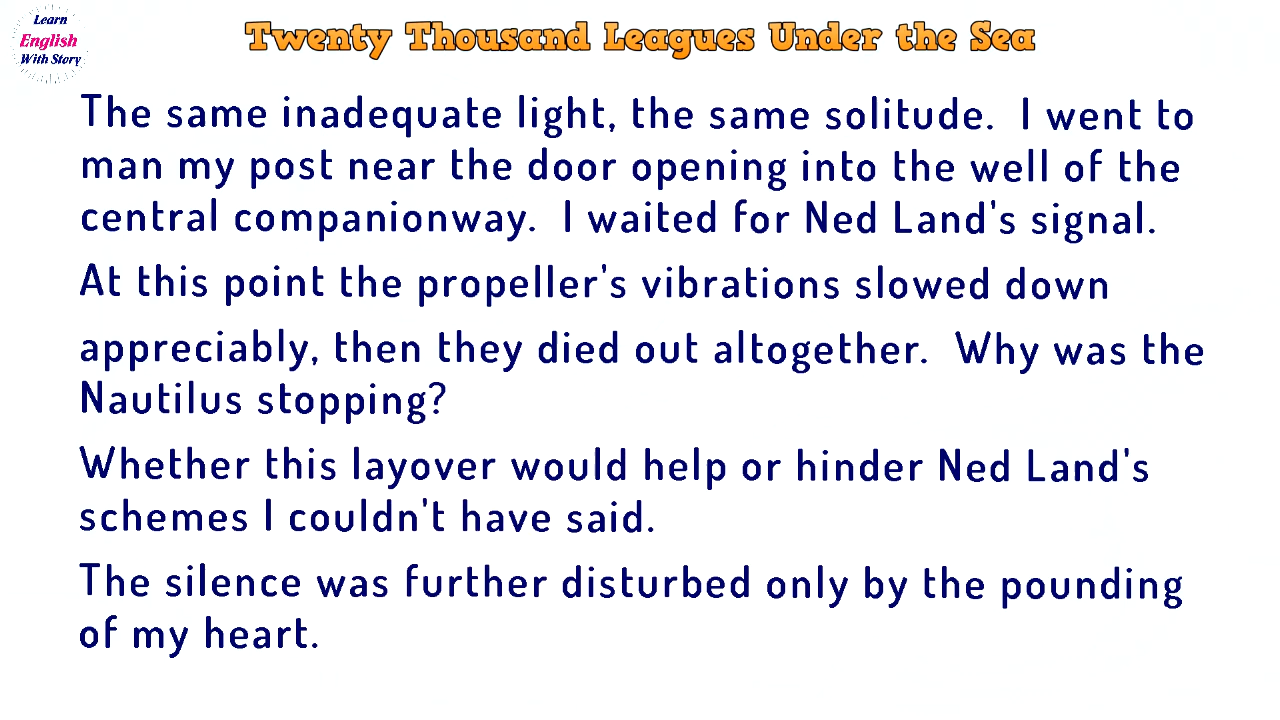 Learn
English
With Story
Twenty Thousand Leagues Under the Sea
The same inadequate light, the same solitude.  I went to
man my post near the door opening into the well of the
central companionway.  I waited for Ned Land's signal.
At this point the propeller's vibrations slowed down
appreciably, then they died out altogether.  Why was the
Nautilus stopping?
Whether this layover would help or hinder Ned Land's
schemes I couldn't have said.
The silence was further disturbed only by the pounding
of my heart.